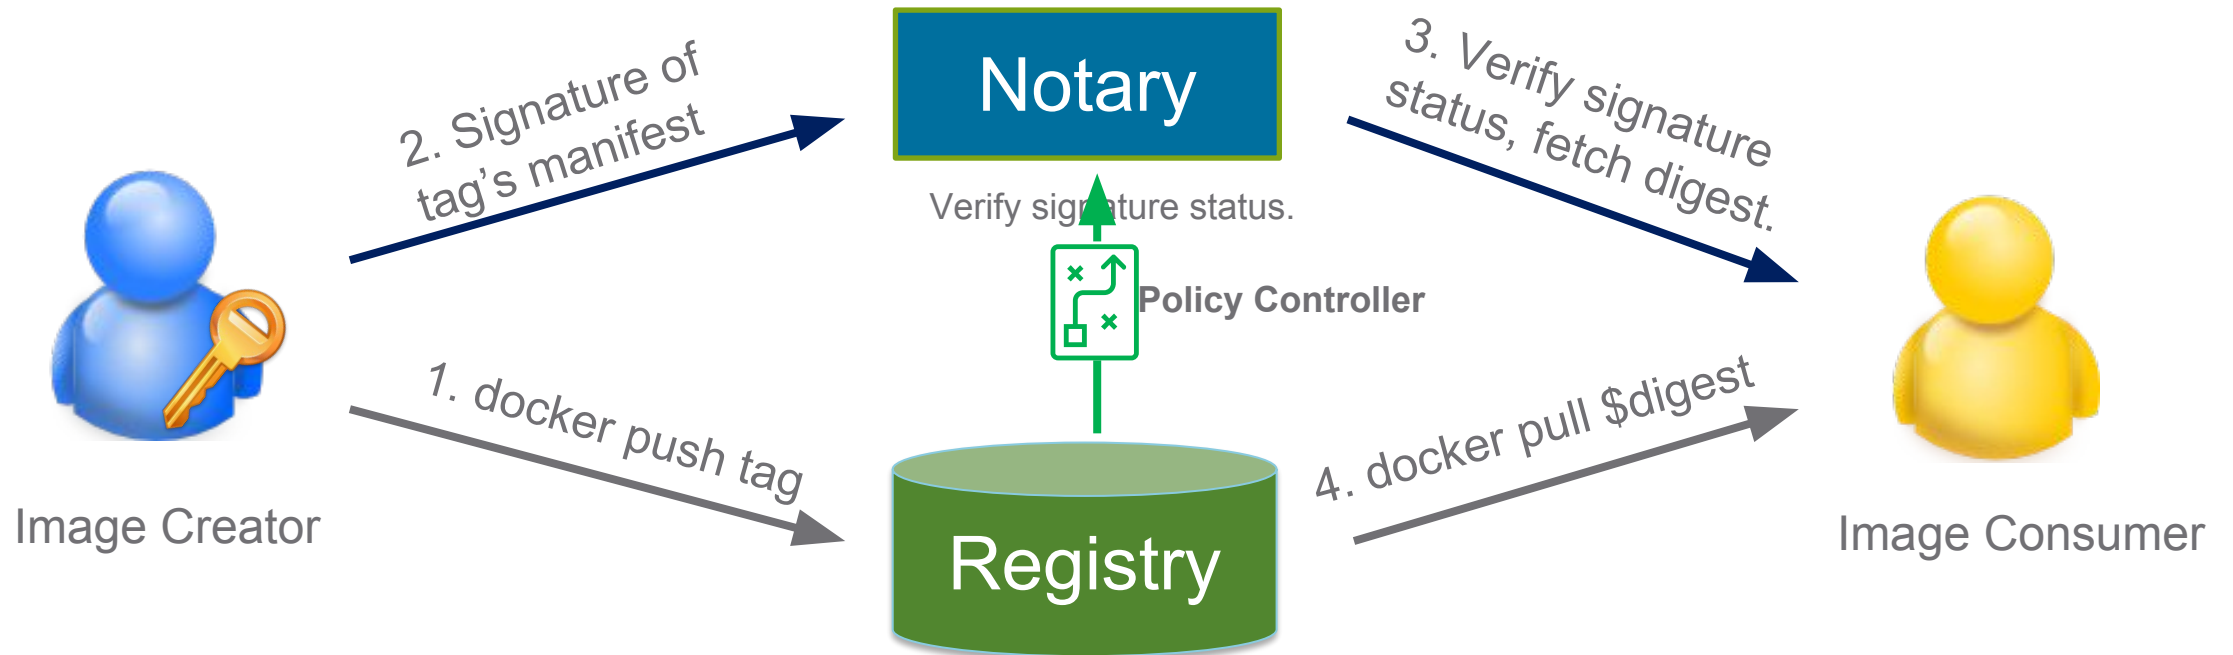 2. Signature of
tag’s manifest
Notary
3. Verify signature
status, fetch digest.
Verify signature status.
Policy Controller
1. docker push tag
4. docker pull $digest
Image Creator
Registry
Image Consumer